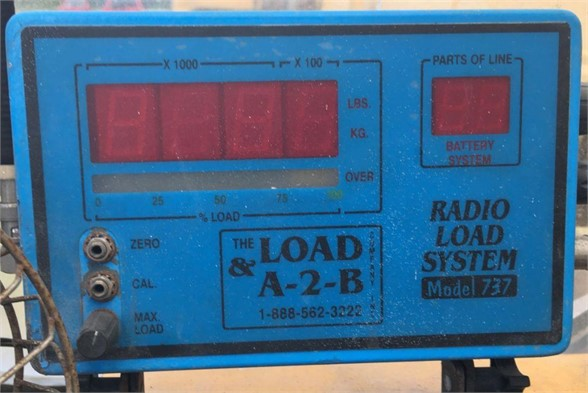 X 1000 X 100
LBS.
KG.
OVER
0 25 50 75 100
% LOAD
PARTS OF LINE
BATTERY
SYSTEM
ZERO
CAL.
MAX.
LOAD
THE LOAD
& A-2-B
COMPANY INC.
1-888-562-3222
RADIO
LOAD
SYSTEM
Model 737